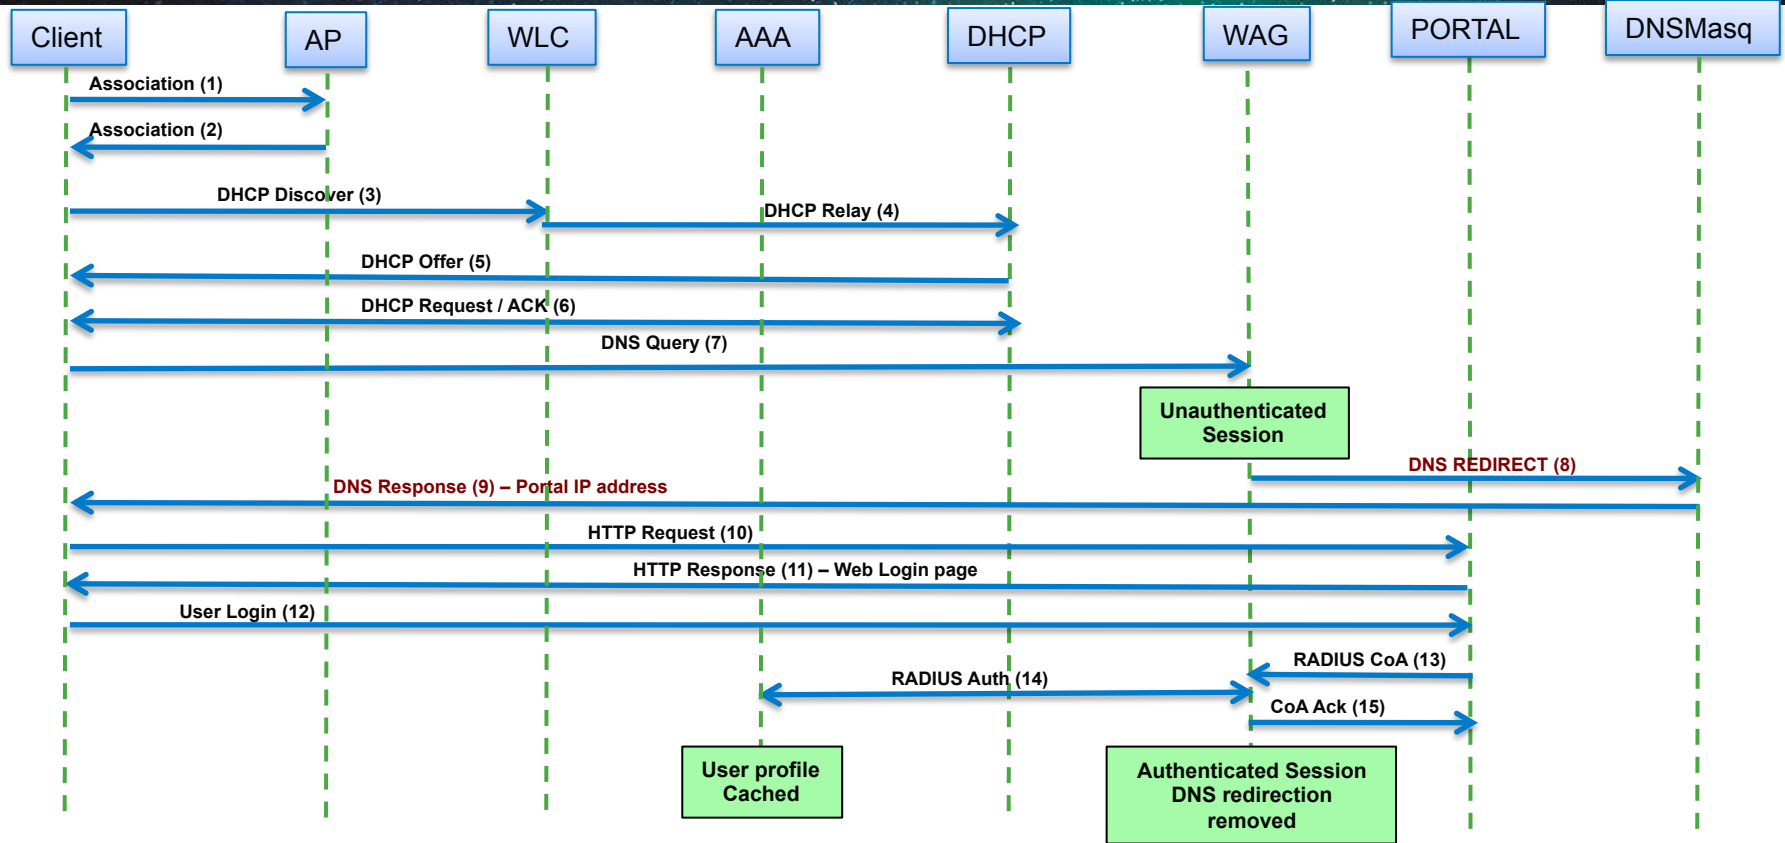 Client
AP
WLC
AAA
DHCP
WAG
PORTAL
DNSMasq
Association (1)
Association (2)
DHCP Discover (3)
DHCP Relay (4)
DHCP Offer (5)
DHCP Request / ACK (6)
DNS Query (7)
Unauthenticated
Session
DNS REDIRECT (8)
DNS Response (9) – Portal IP address
HTTP Request (10)
HTTP Response (11) – Web Login page
User Login (12)
RADIUS CoA (13)
RADIUS Auth (14)
CoA Ack (15)
User profile
Cached
Authenticated Session
DNS redirection
removed